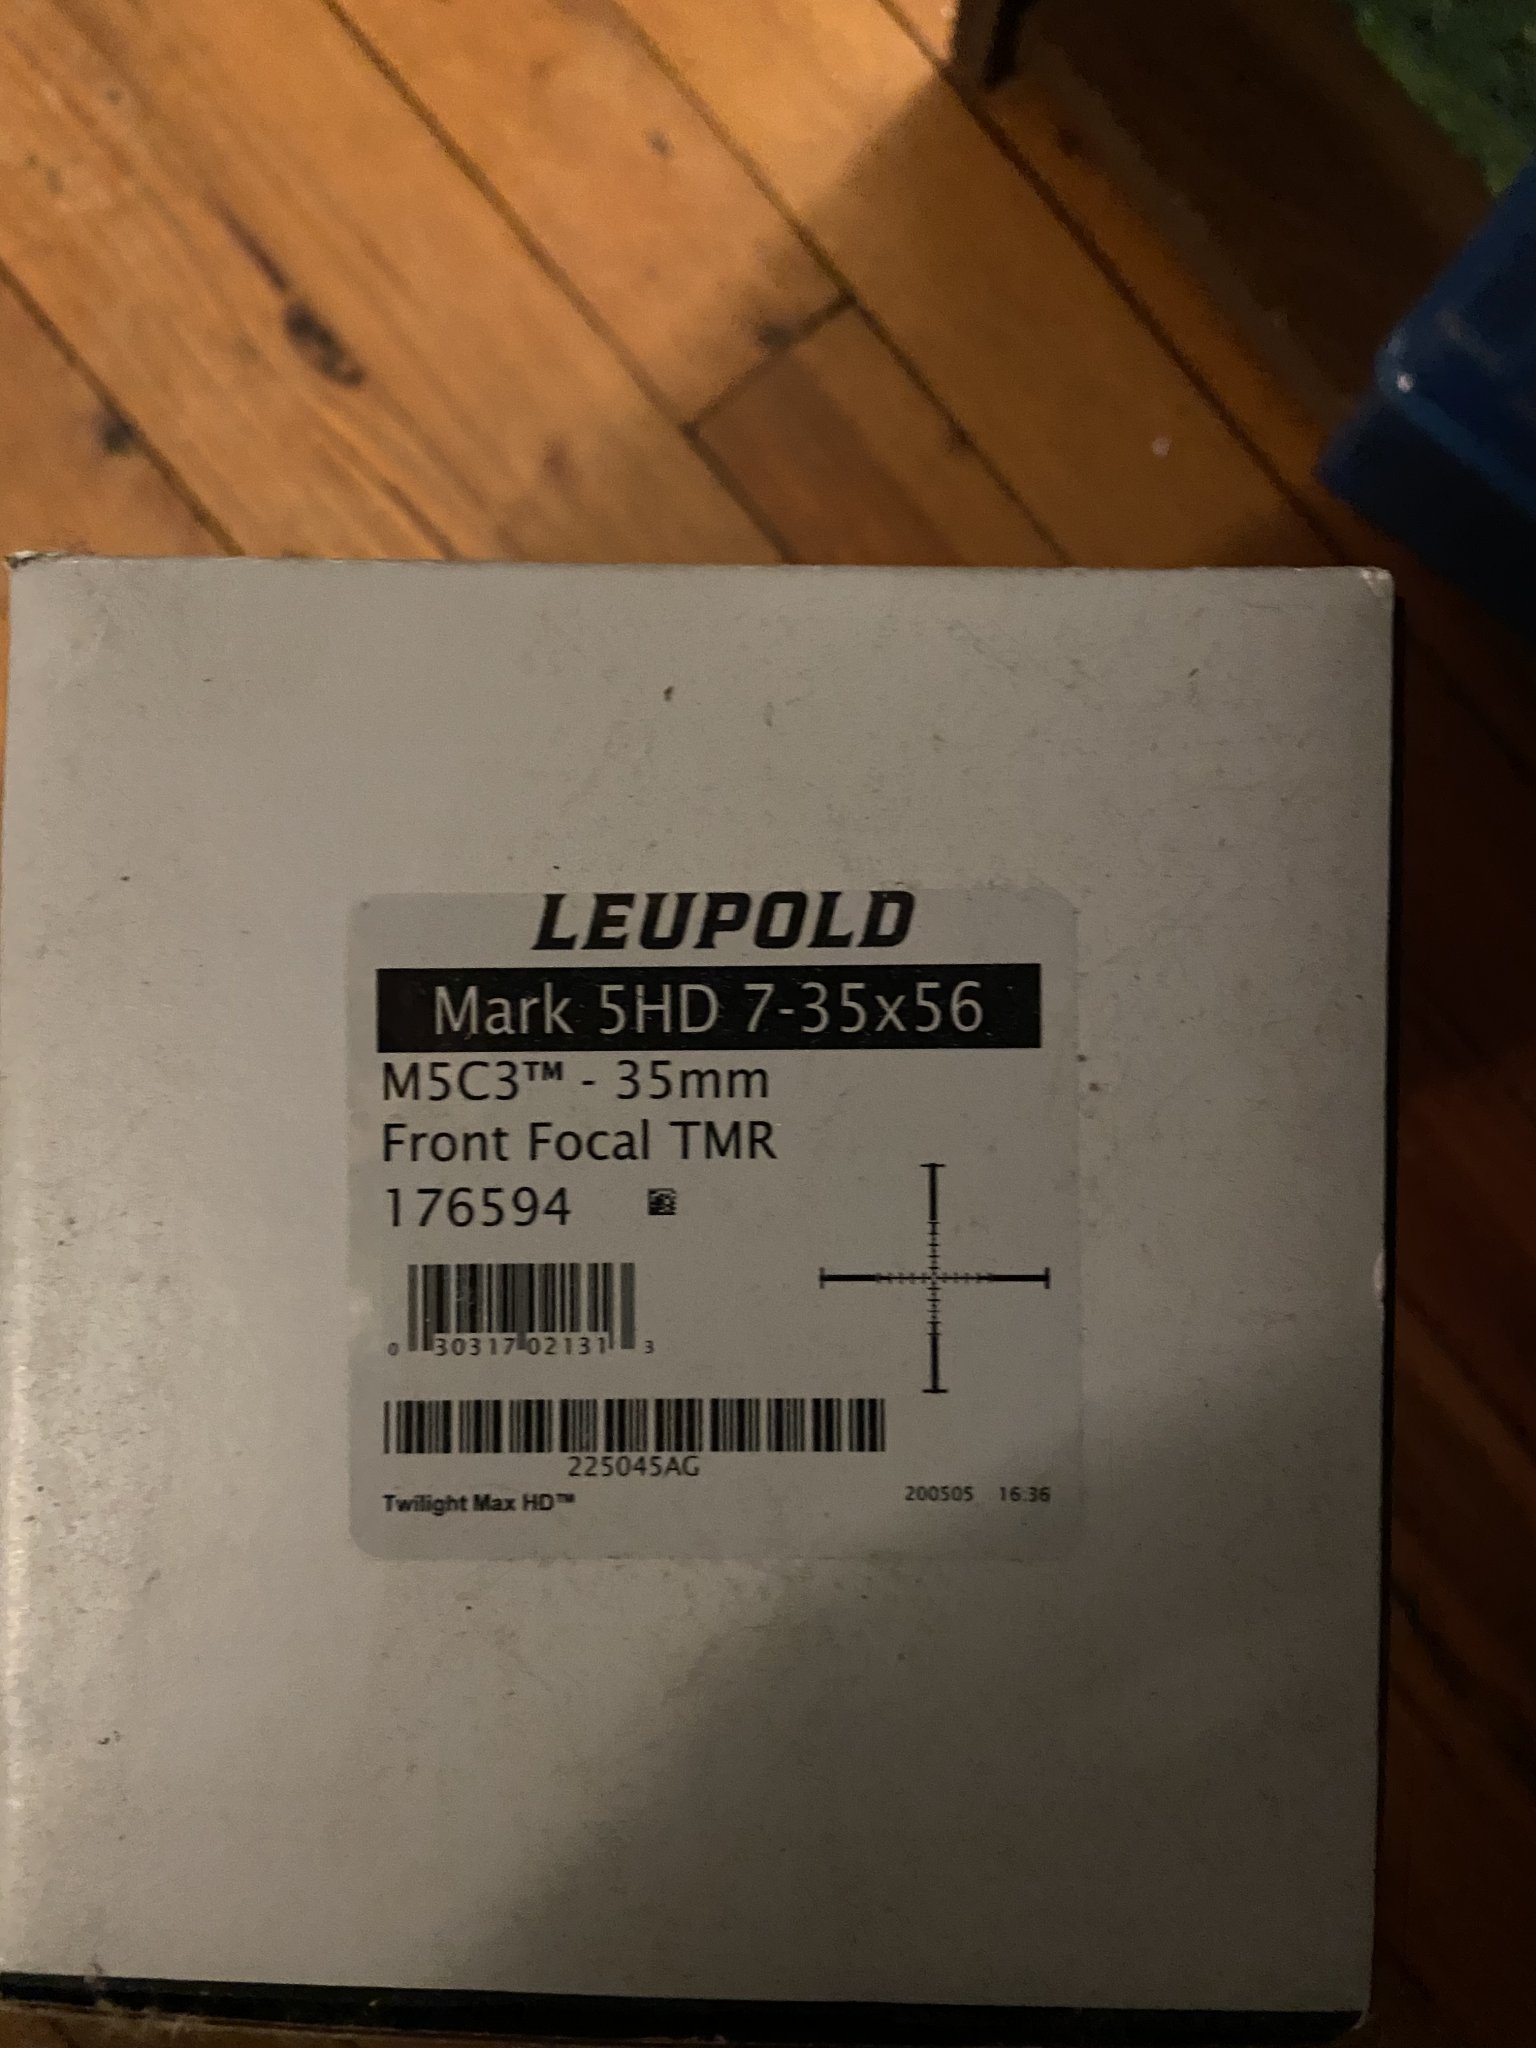 LEUPOLD
Mark 5HD 7-35x56
M5C3™ - 35mm
Front Focal TMR
176594
0 30317 02131 3
225045AG
Twilight Max HD™ 200505 16:36